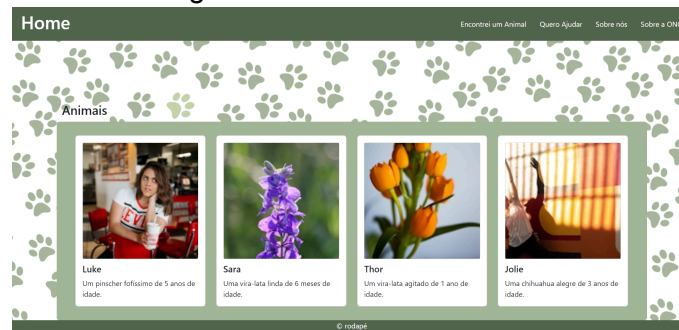 Home
Encontrei um Animal Quero Ajudar Sobre nós Sobre a ONG
Animais
LEVI
Luke
Um pinscher fofíssimo de 5 anos de
idade.
Sara
Uma vira-lata linda de 6 meses de
idade.
Thor
Um vira-lata agitado de 1 ano de
idade.
Jolie
Uma chihuahua alegre de 3 anos de
idade.
© rodapé